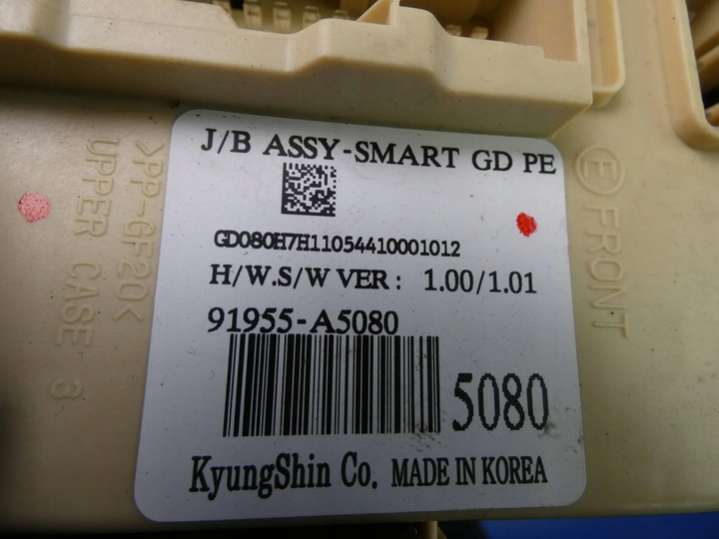 J/B ASSY-SMART GD PE
GD080H7H11054410001012
H/W.S/W VER : 1.00/1.01
91955-A5080
5080
KyungShin Co. MADE IN KOREA
>PP-GF20<
UPPER CASE 8
E FRONT